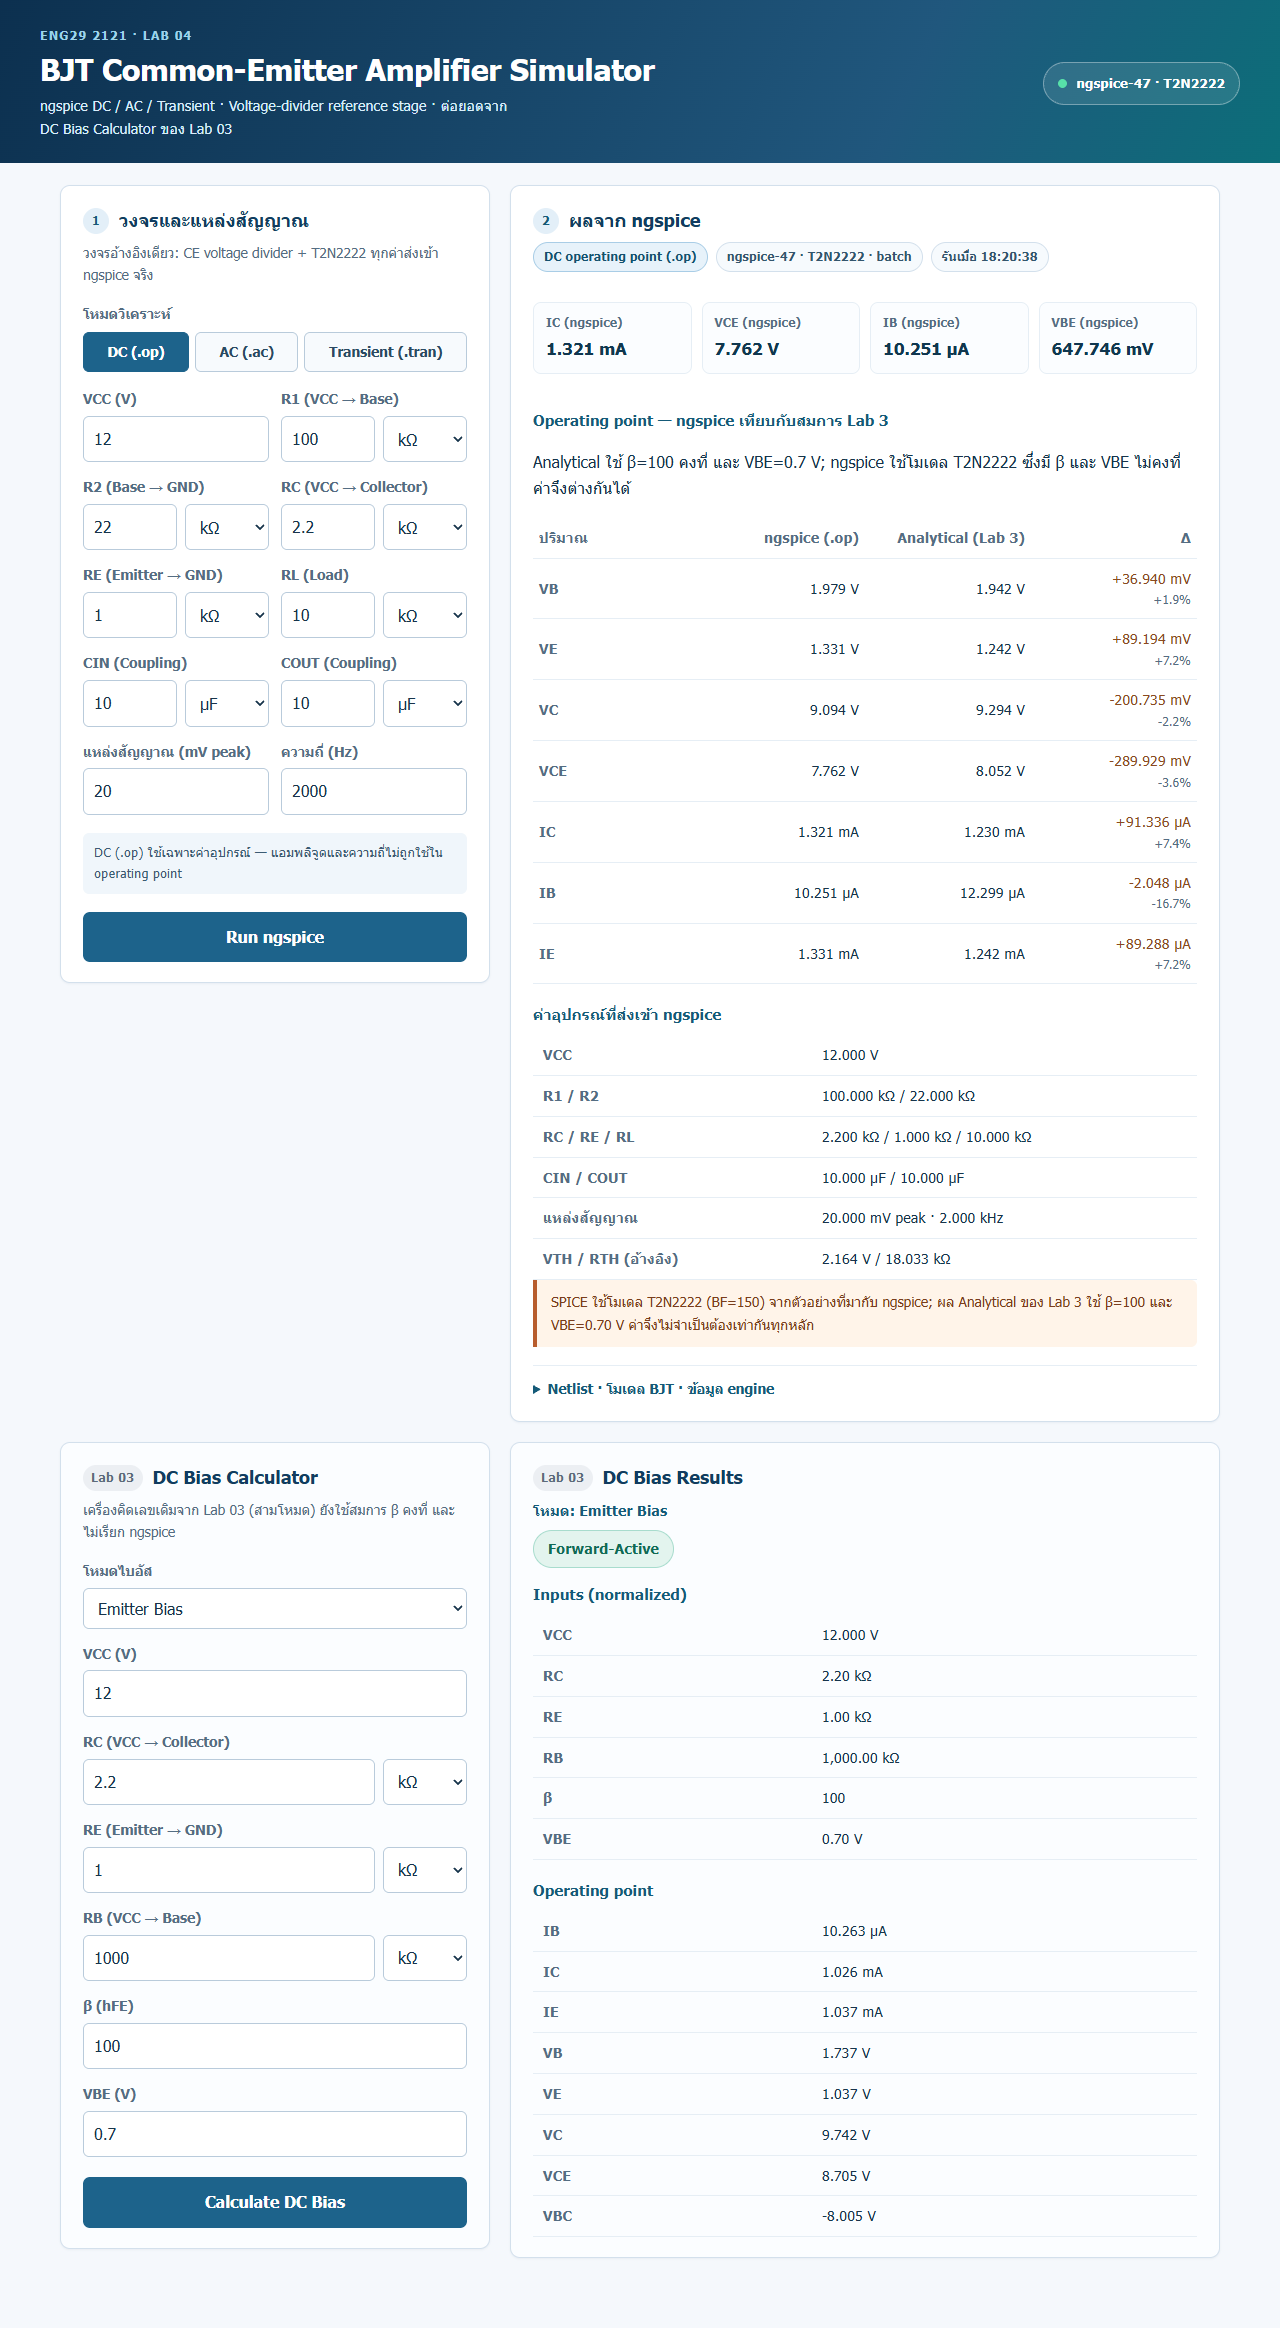 ENG29 2121 · LAB 04
BJT Common-Emitter Amplifier Simulator
ngspice DC / AC / Transient · Voltage-divider reference stage · ต่อยอดจาก
DC Bias Calculator ของ Lab 03
ngspice-47 · T2N2222
1 วงจรและแหล่งสัญญาณ
วงจรอ้างอิงเดียว: CE voltage divider + T2N2222 ทุกค่าส่งเข้า
ngspice จริง
โหมดวิเคราะห์
DC (.op) AC (.ac) Transient (.tran)
VCC (V) R1 (VCC → Base)
12 100 kΩ
R2 (Base → GND) RC (VCC → Collector)
22 kΩ 2.2 kΩ
RE (Emitter → GND) RL (Load)
1 kΩ 10 kΩ
CIN (Coupling) COUT (Coupling)
10 µF 10 µF
แหล่งสัญญาณ (mV peak) ความถี่ (Hz)
20 2000
DC (.op) ใช้เฉพาะค่าอุปกรณ์ — แอมพลิจูดและความถี่ไม่ถูกใช้ใน
operating point
Run ngspice
2 ผลจาก ngspice
DC operating point (.op) ngspice-47 · T2N2222 · batch รันเมื่อ 18:20:38
IC (ngspice) VCE (ngspice) IB (ngspice) VBE (ngspice)
1.321 mA 7.762 V 10.251 µA 647.746 mV
Operating point — ngspice เทียบกับสมการ Lab 3
Analytical ใช้ β=100 คงที่ และ VBE=0.7 V; ngspice ใช้โมเดล T2N2222 ซึ่งมี β และ VBE ไม่คงที่
ค่าจึงต่างกันได้
ปริมาณ ngspice (.op) Analytical (Lab 3) Δ
VB 1.979 V 1.942 V +36.940 mV
+1.9%
VE 1.331 V 1.242 V +89.194 mV
+7.2%
VC 9.094 V 9.294 V -200.735 mV
-2.2%
VCE 7.762 V 8.052 V -289.929 mV
-3.6%
IC 1.321 mA 1.230 mA +91.336 µA
+7.4%
IB 10.251 µA 12.299 µA -2.048 µA
-16.7%
IE 1.331 mA 1.242 mA +89.288 µA
+7.2%
ค่าอุปกรณ์ที่ส่งเข้า ngspice
VCC 12.000 V
R1 / R2 100.000 kΩ / 22.000 kΩ
RC / RE / RL 2.200 kΩ / 1.000 kΩ / 10.000 kΩ
CIN / COUT 10.000 µF / 10.000 µF
แหล่งสัญญาณ 20.000 mV peak · 2.000 kHz
VTH / RTH (อ้างอิง) 2.164 V / 18.033 kΩ
SPICE ใช้โมเดล T2N2222 (BF=150) จากตัวอย่างที่มากับ ngspice; ผล Analytical ของ Lab 3 ใช้ β=100 และ
VBE=0.70 V ค่าจึงไม่จำเป็นต้องเท่ากันทุกหลัก
▶ Netlist · โมเดล BJT · ข้อมูล engine
Lab 03 DC Bias Calculator
เครื่องคิดเลขเดิมจาก Lab 03 (สามโหมด) ยังใช้สมการ β คงที่ และ
ไม่เรียก ngspice
โหมดไบอัส
Emitter Bias
VCC (V)
12
RC (VCC → Collector)
2.2 kΩ
RE (Emitter → GND)
1 kΩ
RB (VCC → Base)
1000 kΩ
β (hFE)
100
VBE (V)
0.7
Calculate DC Bias
Lab 03 DC Bias Results
โหมด: Emitter Bias
Forward-Active
Inputs (normalized)
VCC 12.000 V
RC 2.20 kΩ
RE 1.00 kΩ
RB 1,000.00 kΩ
β 100
VBE 0.70 V
Operating point
IB 10.263 µA
IC 1.026 mA
IE 1.037 mA
VB 1.737 V
VE 1.037 V
VC 9.742 V
VCE 8.705 V
VBC -8.005 V